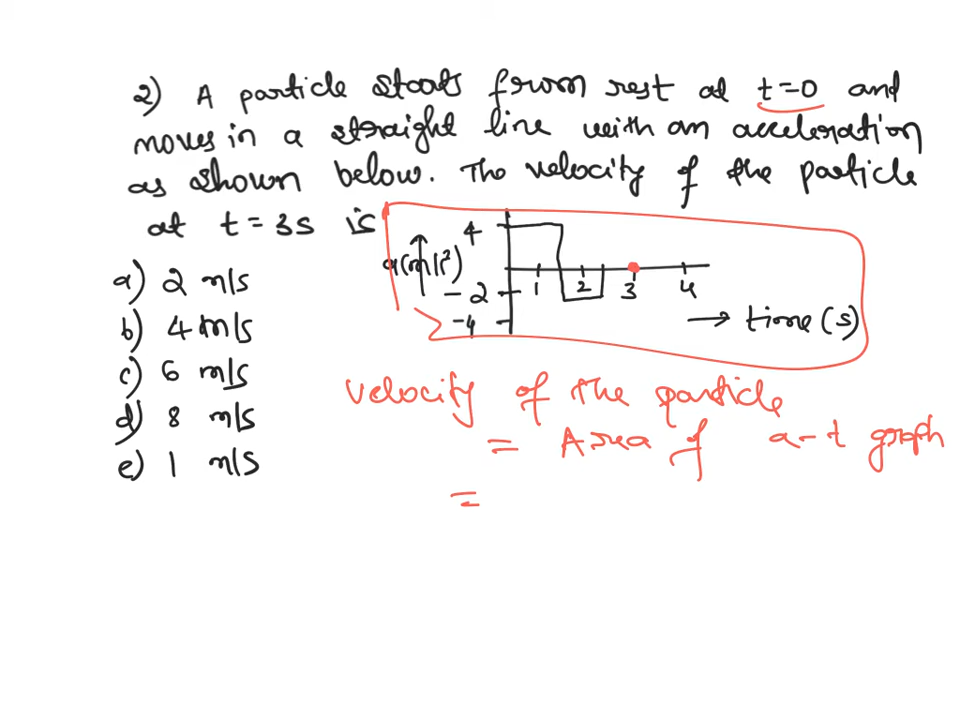 2) A particle starts from rest at t=0 and
moves in a straight line with an acceleration
as shown below. The velocity of the particle
at t = 3s is
a(m/s²)
4
-2
-4
1 2 3 4
→ time (s)
a) 2 m/s
b) 4 m/s
c) 6 m/s
d) 8 m/s
e) 1 m/s
velocity of the particle
= Area of a-t graph
=